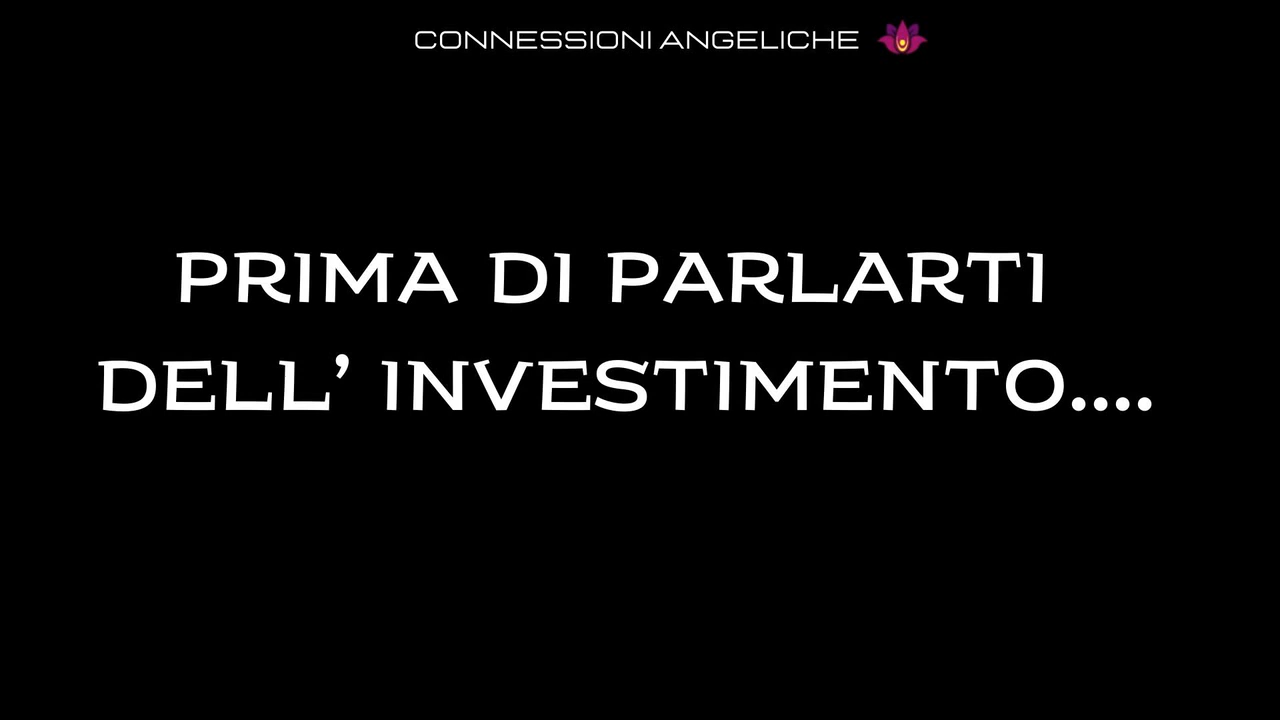 CONNESSIONI ANGELICHE
PRIMA DI PARLARTI
DELL’ INVESTIMENTO....